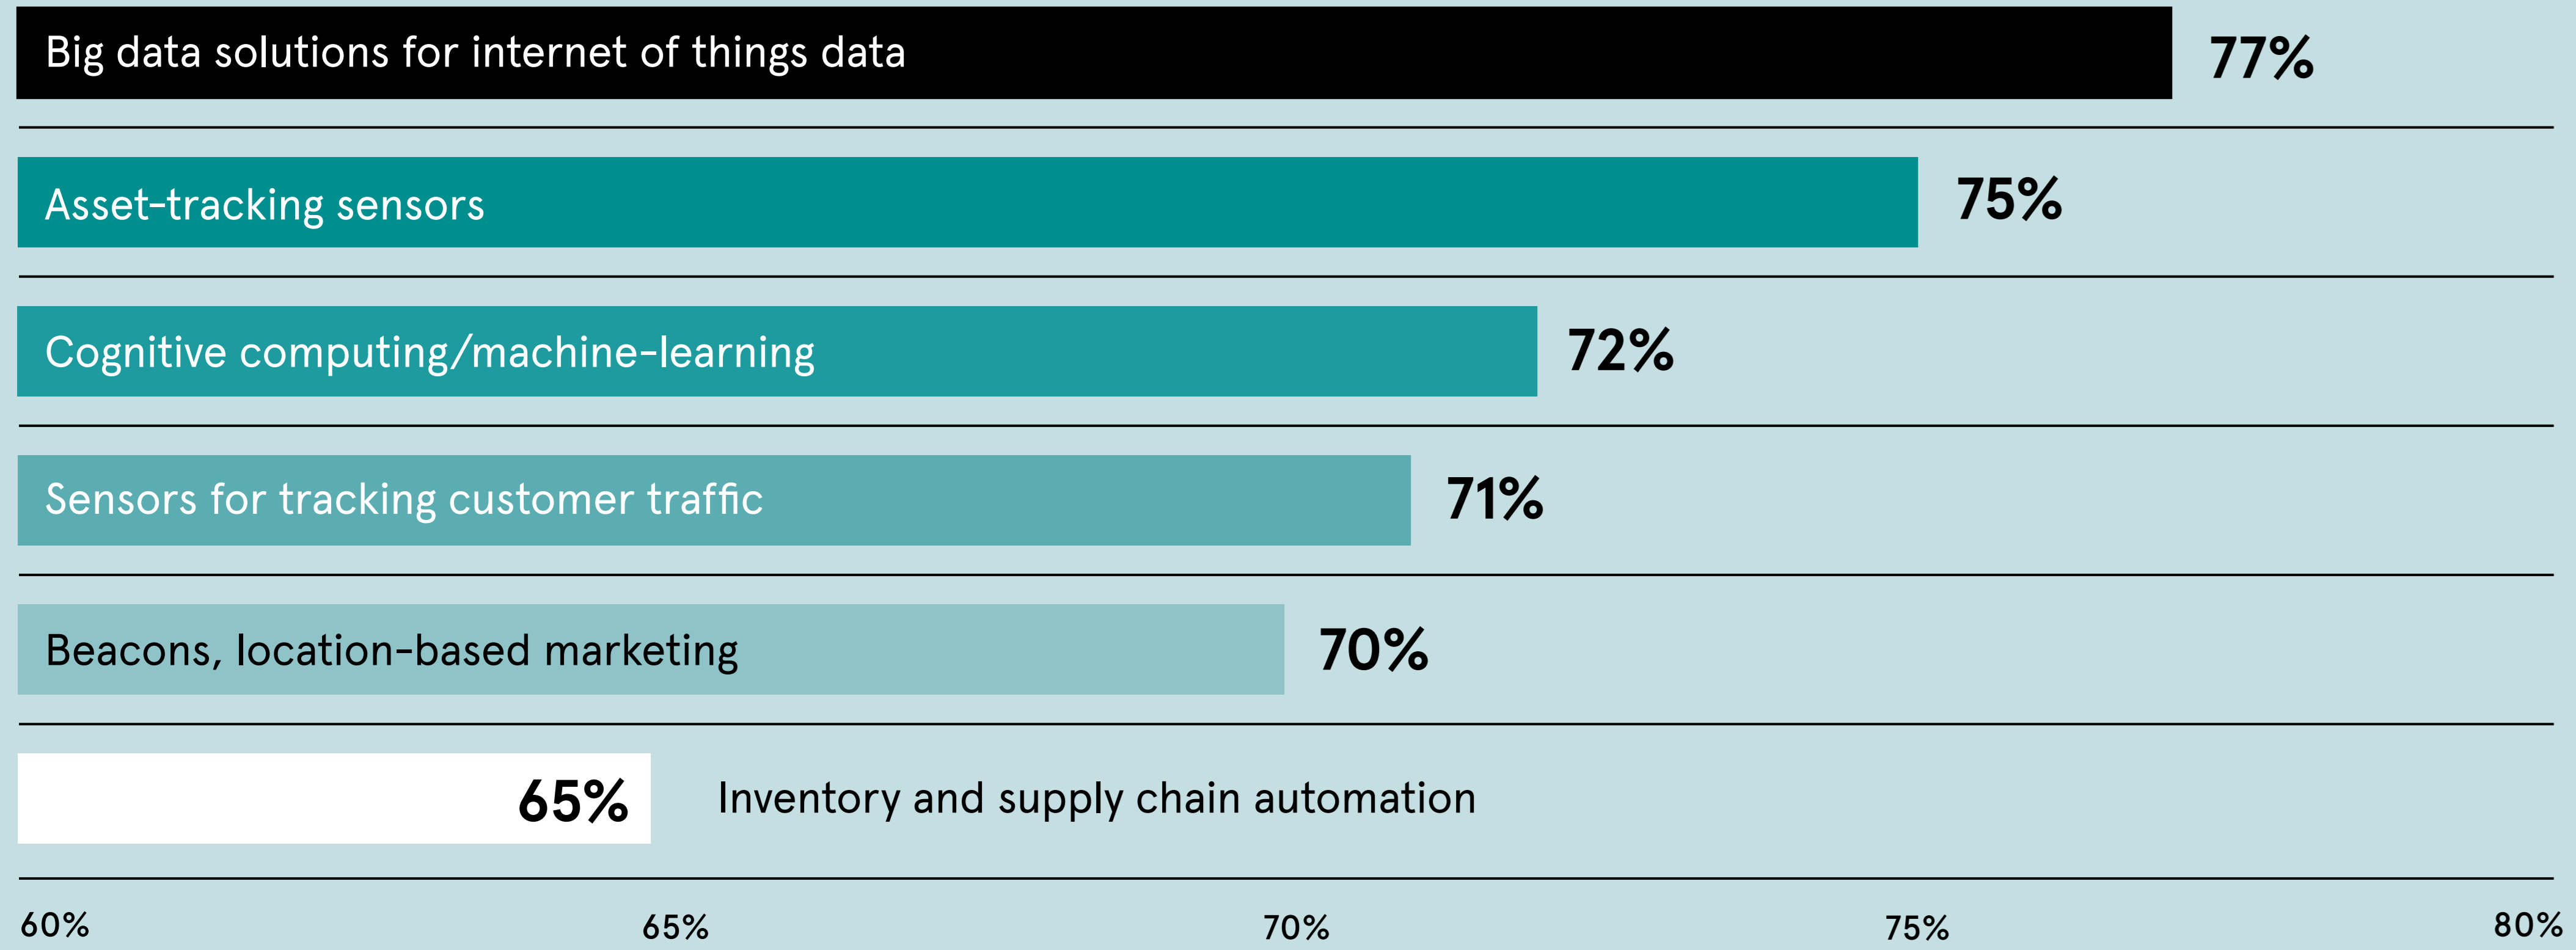 Big data solutions for internet of things data 77%
Asset-tracking sensors 75%
Cognitive computing/machine-learning 72%
Sensors for tracking customer traffic 71%
Beacons, location-based marketing 70%
65% Inventory and supply chain automation
60% 65% 70% 75% 80%